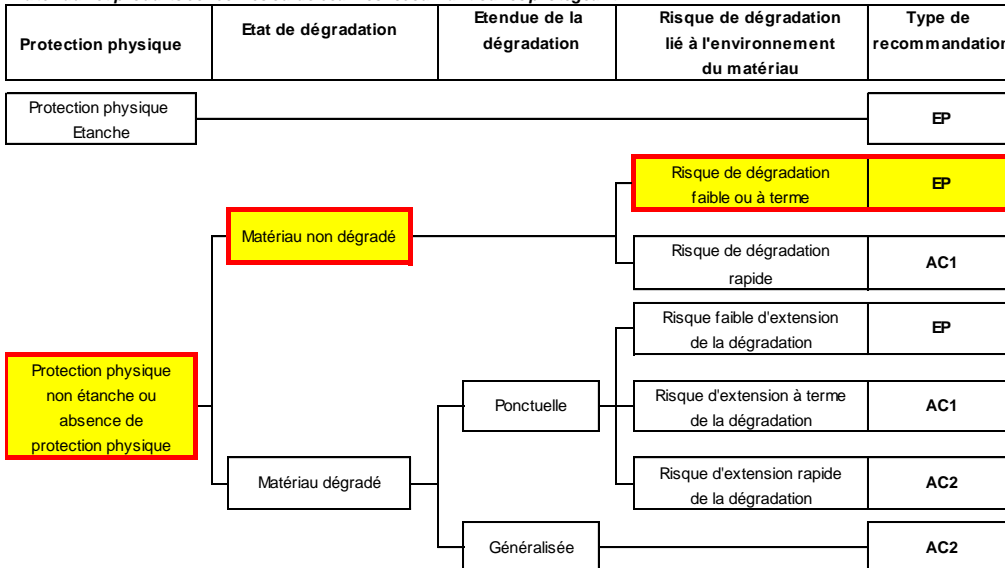 Protection physique
Etat de dégradation
Etendue de la
dégradation
Risque de dégradation
lié à l'environnement
du matériau
Type de
recommandation
Protection physique
Etanche
EP
Risque de dégradation
faible ou à terme
EP
Matériau non dégradé
Risque de dégradation
rapide
AC1
Risque faible d'extension
de la dégradation
EP
Protection physique
non étanche ou
absence de
protection physique
Ponctuelle
Risque d'extension à terme
de la dégradation
AC1
Matériau dégradé
Risque d'extension rapide
de la dégradation
AC2
Généralisée
AC2